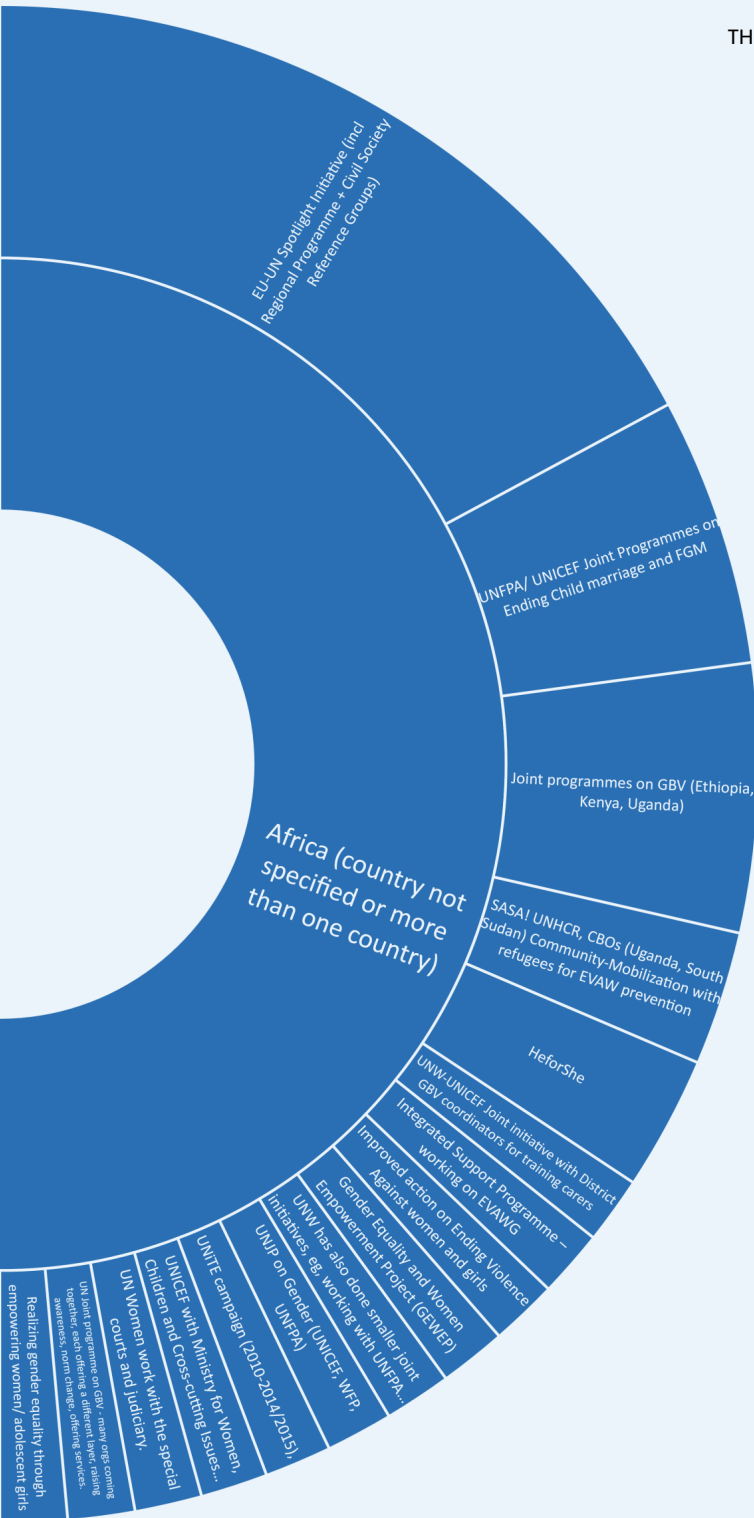 TH
EU-UN Spotlight Initiative (incl
Regional Programme + Civil Society
Reference Groups)
UNFPA/ UNICEF Joint Programmes on
Ending Child marriage and FGM
Joint programmes on GBV (Ethiopia,
Kenya, Uganda)
Africa (country not
specified or more
than one country)
SASA! UNHCR, CBOs (Uganda, South
Sudan) Community-Mobilization with
refugees for EVAW prevention
HeforShe
UNW-UNICEF Joint initiative with District
GBV coordinators for training carers
Integrated Support Programme –
working on EVAWG
Improved action on Ending Violence
Against women and girls
Gender Equality and Women
Empowerment Project (GEWEP)
UNW has also done smaller joint
initiatives, eg, working with UNFPA...
UNJP on Gender (UNICEF, WFP,
UNFPA)
UNiTE campaign (2010-2014/2015),
UNICEF with Ministry for Women,
Children and Cross-cutting Issues...
UN Women work with the special
courts and judiciary.
UN Joint programme on GBV - many orgs coming
together, each offering a different layer, raising
awareness, norm change, offering services.
Realizing gender equality through
empowering women/ adolescent girls